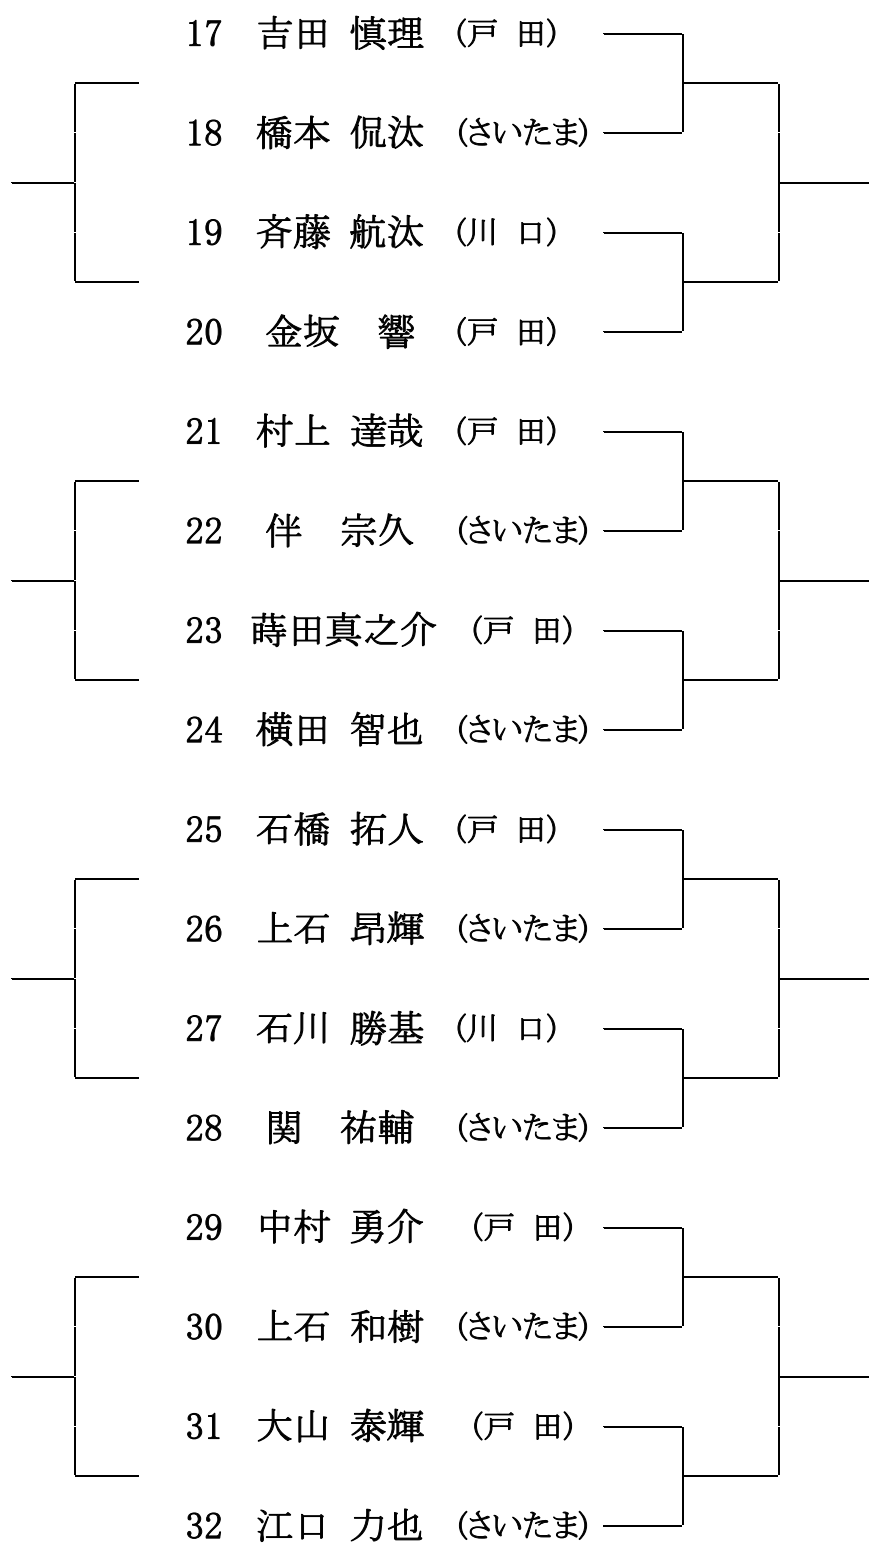 17 吉田 慎理 (戸 田)
18 橋本 侃汰 (さいたま)
19 斉藤 航汰 (川 口)
20 金坂 響 (戸 田)
21 村上 達哉 (戸 田)
22 伴 宗久 (さいたま)
23 蒔田真之介 (戸 田)
24 横田 智也 (さいたま)
25 石橋 拓人 (戸 田)
26 上石 昂輝 (さいたま)
27 石川 勝基 (川 口)
28 関 祐輔 (さいたま)
29 中村 勇介 (戸 田)
30 上石 和樹 (さいたま)
31 大山 泰輝 (戸 田)
32 江口 力也 (さいたま)